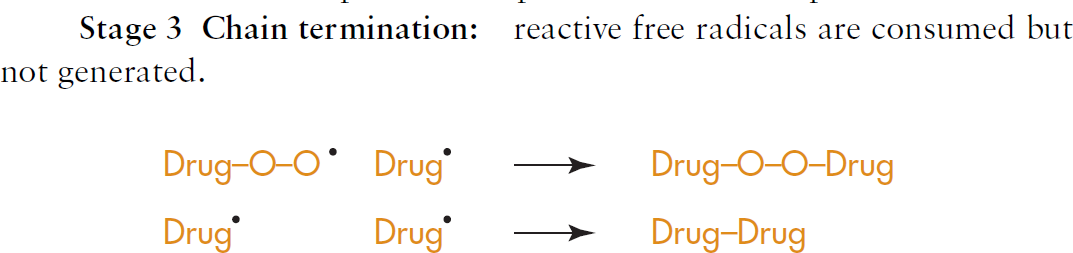 Stage 3 Chain termination: reactive free radicals are consumed but
not generated.
Drug–O–O• Drug• ⟶ Drug–O–O–Drug
Drug• Drug• ⟶ Drug–Drug